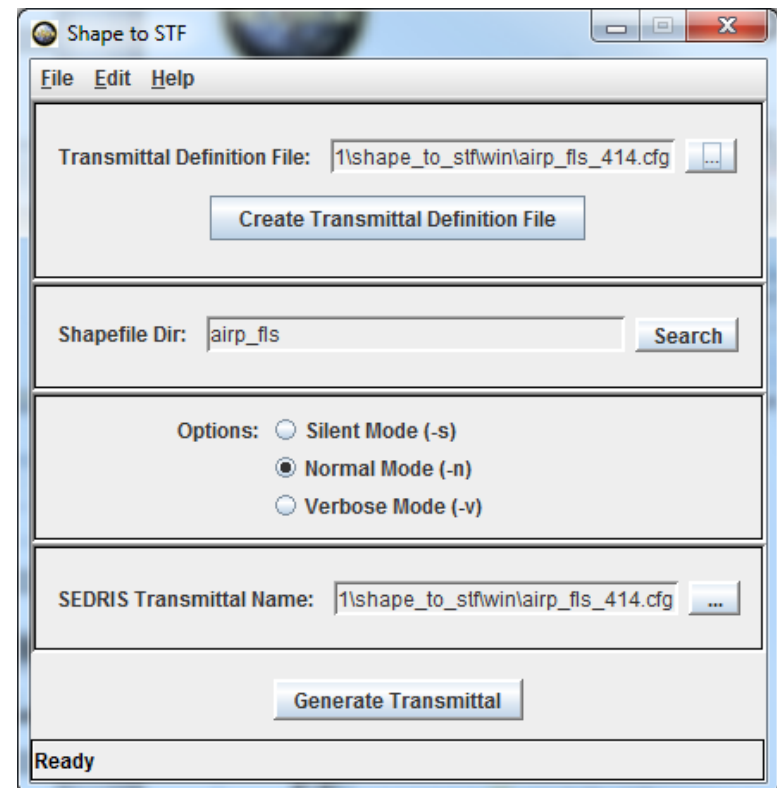 Shape to STF
File Edit Help
Transmittal Definition File: 1\shape_to_stf\win\airp_fls_414.cfg ...
Create Transmittal Definition File
Shapefile Dir: airp_fls Search
Options: Silent Mode (-s)
Normal Mode (-n)
Verbose Mode (-v)
SEDRIS Transmittal Name: 1\shape_to_stf\win\airp_fls_414.cfg ...
Generate Transmittal
Ready